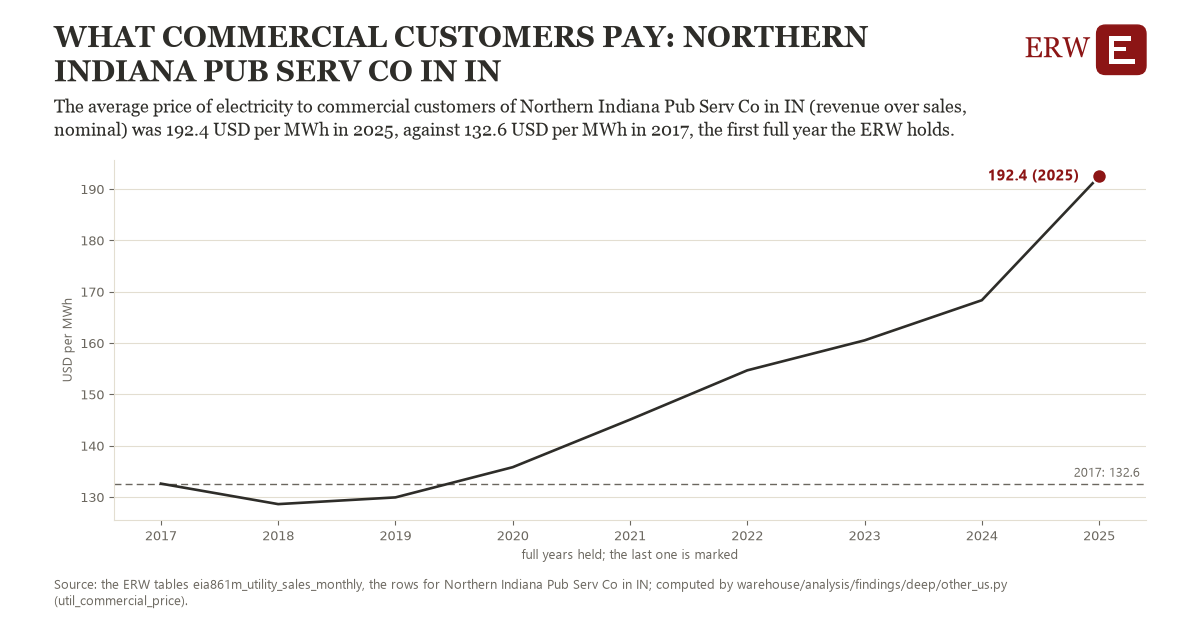 WHAT COMMERCIAL CUSTOMERS PAY: NORTHERN
INDIANA PUB SERV CO IN IN
ERW E
The average price of electricity to commercial customers of Northern Indiana Pub Serv Co in IN (revenue over sales,
nominal) was 192.4 USD per MWh in 2025, against 132.6 USD per MWh in 2017, the first full year the ERW holds.
192.4 (2025)
190
180
170
160
150
140
130
USD per MWh
2017: 132.6
2017 2018 2019 2020 2021 2022 2023 2024 2025
full years held; the last one is marked
Source: the ERW tables eia861m_utility_sales_monthly, the rows for Northern Indiana Pub Serv Co in IN; computed by warehouse/analysis/findings/deep/other_us.py
(util_commercial_price).